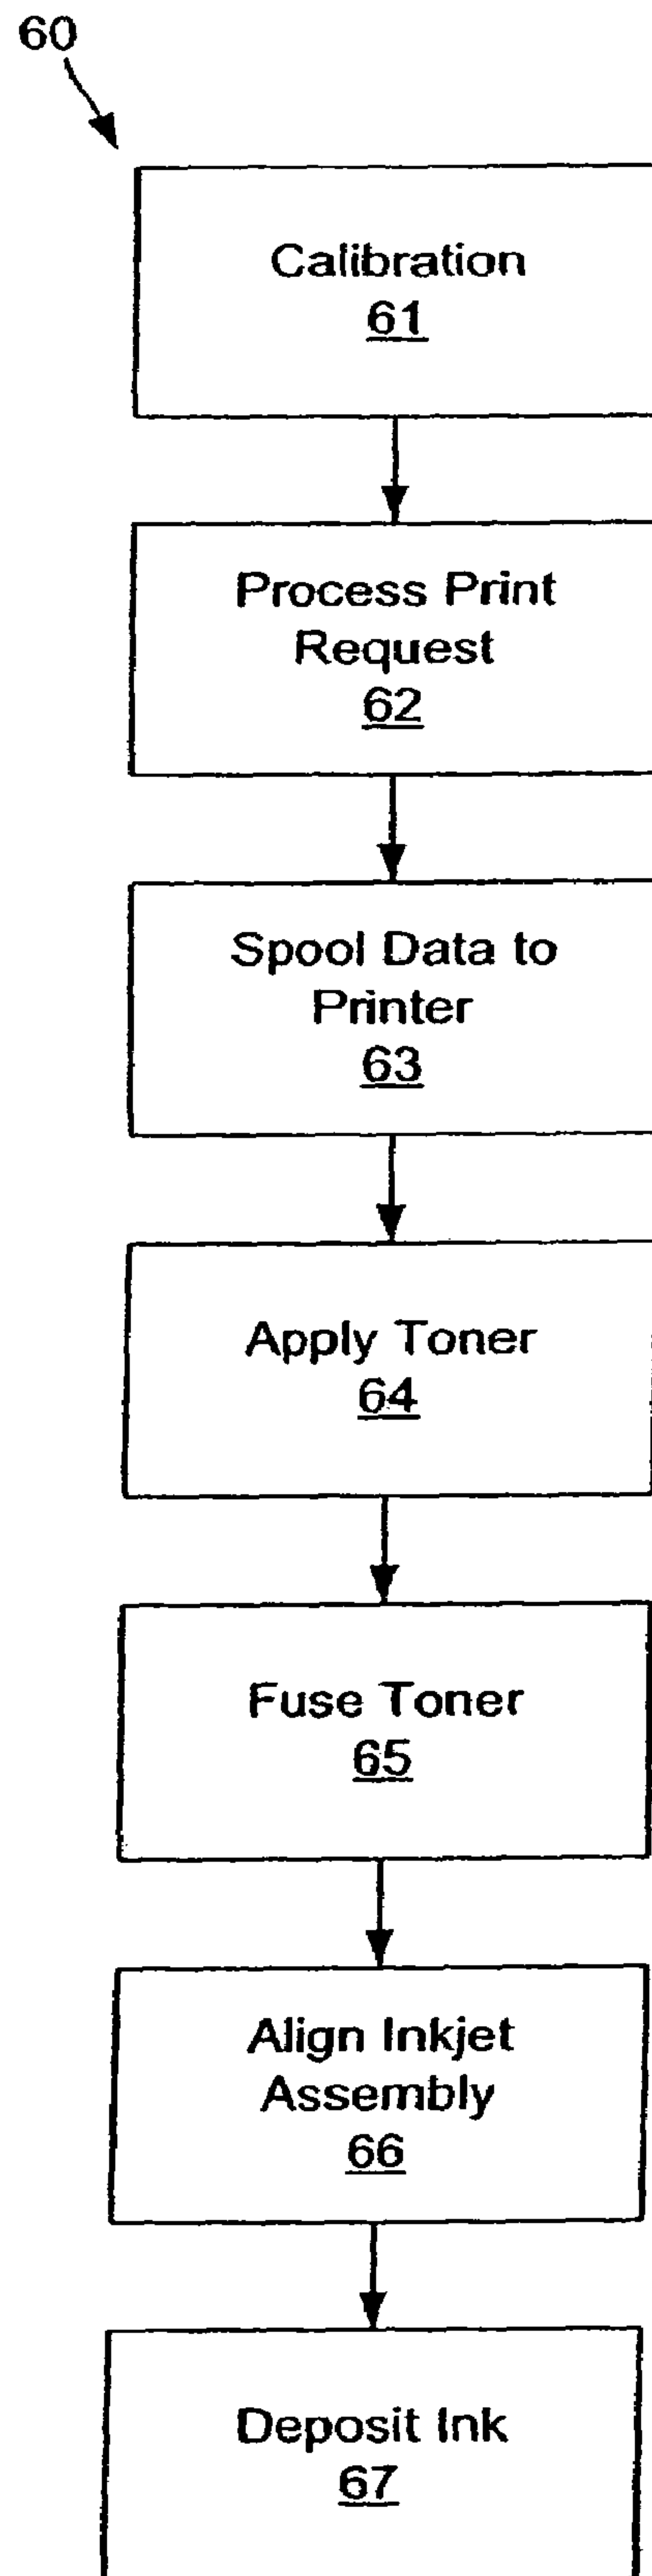 60
Calibration
61
Process Print
Request
62
Spool Data to
Printer
63
Apply Toner
64
Fuse Toner
65
Align Inkjet
Assembly
66
Deposit Ink
67